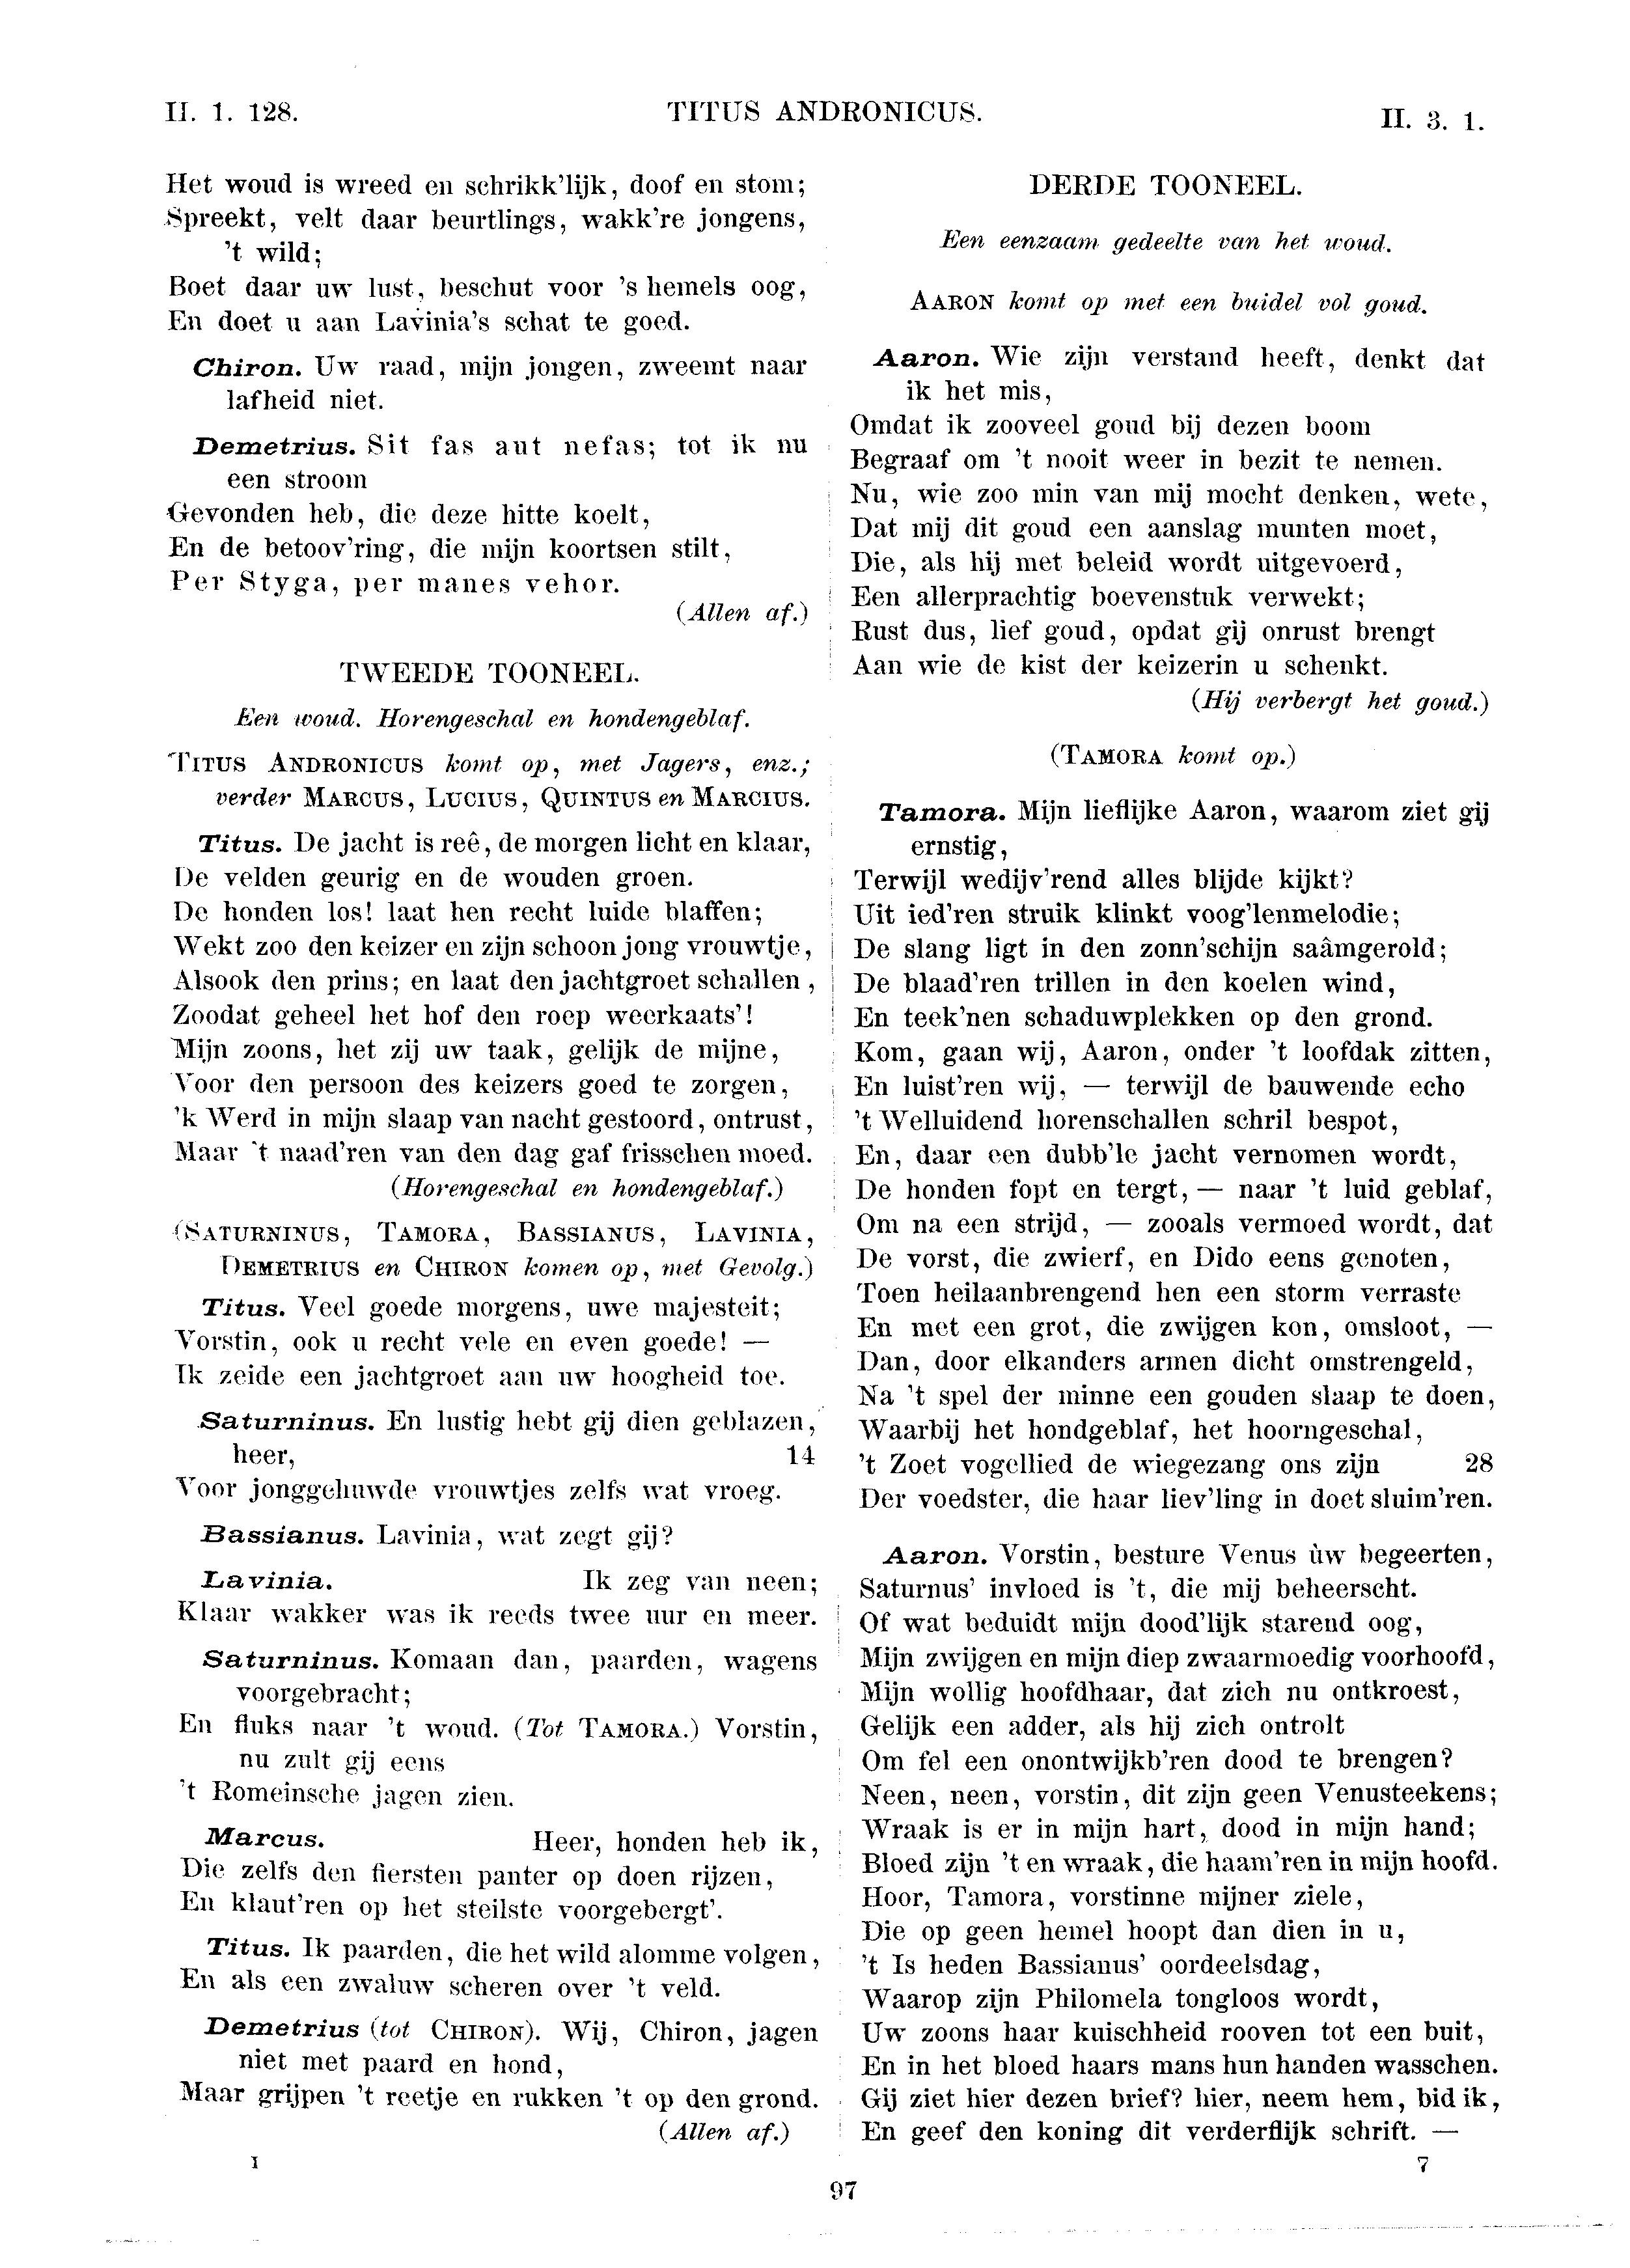 II. 1. 128.
TITUS ANDRONICUS.
II. 3. 1.
Het woud is wreed en schrikk'lijk, doof en stom;
Spreekt, velt daar beurtlings, wakk're jongens,
't wild;
Boet daar uw lust, beschut voor 's hemels oog,
En doet u aan Lavinia's schat te goed.
Chiron. Uw raad, mijn jongen, zweemt naar
lafheid niet.
Demetrius. Sit fas aut nefas; tot ik nu
een stroom
Gevonden heb, die deze hitte koelt,
En de betoov'ring, die mijn koortsen stilt,
Per Styga, per manes vehor.
(Allen af.)
TWEEDE TOONEEL.
Een woud. Horengeschal en hondengeblaf.
TITUS ANDRONICUS komt op, met Jagers, enz.;
verder MARCUS, LUCIUS, QUINTUS en MARCIUS.
Titus. De jacht is reê, de morgen licht en klaar,
De velden geurig en de wouden groen.
De honden los! laat hen recht luide blaffen;
Wekt zoo den keizer en zijn schoon jong vrouwtje,
Alsook den prins; en laat den jachtgroet schallen,
Zoodat geheel het hof den roep weerkaats'!
Mijn zoons, het zij uw taak, gelijk de mijne,
Voor den persoon des keizers goed te zorgen,
'k Werd in mijn slaap van nacht gestoord, ontrust,
Maar 't naad'ren van den dag gaf frisschen moed.
(Horengeschal en hondengeblaf.)
(SATURNINUS, TAMORA, BASSIANUS, LAVINIA,
DEMETRIUS en CHIRON komen op, met Gevolg.)
Titus. Veel goede morgens, uwe majesteit;
Vorstin, ook u recht vele en even goede! —
Ik zeide een jachtgroet aan uw hoogheid toe.
Saturninus. En lustig hebt gij dien geblazen,
heer, 14
Voor jonggehuwde vrouwtjes zelfs wat vroeg.
Bassianus. Lavinia, wat zegt gij?
Lavinia. Ik zeg van neen;
Klaar wakker was ik reeds twee uur en meer.
Saturninus. Komaan dan, paarden, wagens
voorgebracht;
En fluks naar 't woud. (Tot TAMORA.) Vorstin,
nu zult gij eens
't Romeinsche jagen zien.
Marcus. Heer, honden heb ik,
Die zelfs den fiersten panter op doen rijzen,
En klaut'ren op het steilste voorgebergt'.
Titus. Ik paarden, die het wild alomme volgen,
En als een zwaluw scheren over 't veld.
Demetrius (tot CHIRON). Wij, Chiron, jagen
niet met paard en hond,
Maar grijpen 't reetje en rukken 't op den grond.
(Allen af.)
I
DERDE TOONEEL.
Een eenzaam gedeelte van het woud.
AARON komt op met een buidel vol goud.
Aaron. Wie zijn verstand heeft, denkt dat
ik het mis,
Omdat ik zooveel goud bij dezen boom
Begraaf om 't nooit weer in bezit te nemen.
Nu, wie zoo min van mij mocht denken, wete,
Dat mij dit goud een aanslag munten moet,
Die, als hij met beleid wordt uitgevoerd,
Een allerprachtig boevenstuk verwekt;
Rust dus, lief goud, opdat gij onrust brengt
Aan wie de kist der keizerin u schenkt.
(Hij verbergt het goud.)
(TAMORA komt op.)
Tamora. Mijn lieflijke Aaron, waarom ziet gij
ernstig,
Terwijl wedijv'rend alles blijde kijkt?
Uit ied'ren struik klinkt voog'lenmelodie;
De slang ligt in den zonn'schijn saâmgerold;
De blaad'ren trillen in den koelen wind,
En teek'nen schaduwplekken op den grond.
Kom, gaan wij, Aaron, onder 't loofdak zitten,
En luist'ren wij, — terwijl de bauwende echo
't Welluidend horenschallen schril bespot,
En, daar een dubb'le jacht vernomen wordt,
De honden fopt en tergt, — naar 't luid geblaf,
Om na een strijd, — zooals vermoed wordt, dat
De vorst, die zwierf, en Dido eens genoten,
Toen heilaanbrengend hen een storm verraste
En met een grot, die zwijgen kon, omsloot, —
Dan, door elkanders armen dicht omstrengeld,
Na 't spel der minne een gouden slaap te doen,
Waarbij het hondgeblaf, het hoorngeschal,
't Zoet vogellied de wiegezang ons zijn 28
Der voedster, die haar liev'ling in doet sluim'ren.
Aaron. Vorstin, besture Venus ùw begeerten,
Saturnus' invloed is 't, die mij beheerscht.
Of wat beduidt mijn dood'lijk starend oog,
Mijn zwijgen en mijn diep zwaarmoedig voorhoofd,
Mijn wollig hoofdhaar, dat zich nu ontkroest,
Gelijk een adder, als hij zich ontrolt
Om fel een onontwijkb'ren dood te brengen?
Neen, neen, vorstin, dit zijn geen Venusteekens;
Wraak is er in mijn hart, dood in mijn hand;
Bloed zijn 't en wraak, die haam'ren in mijn hoofd.
Hoor, Tamora, vorstinne mijner ziele,
Die op geen hemel hoopt dan dien in u,
't Is heden Bassianus' oordeelsdag,
Waarop zijn Philomela tongloos wordt,
Uw zoons haar kuischheid rooven tot een buit,
En in het bloed haars mans hun handen wasschen.
Gij ziet hier dezen brief? hier, neem hem, bid ik,
En geef den koning dit verderflijk schrift. —
7
97